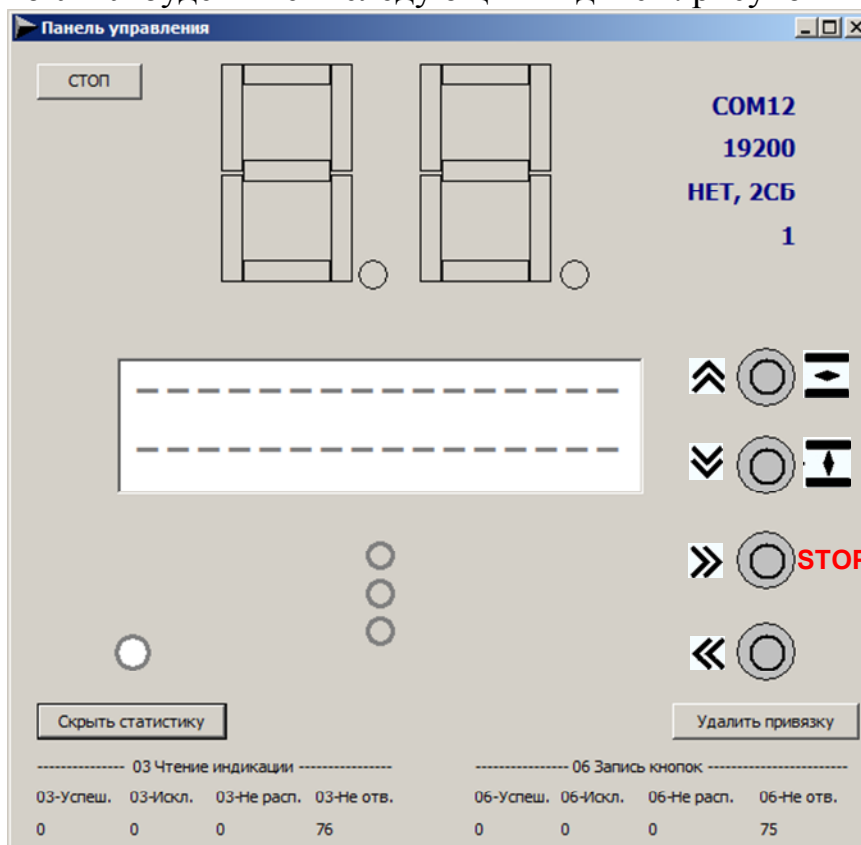 Панель управления
СТОП
COM12
19200
НЕТ, 2СБ
1
STOP
Скрыть статистику
Удалить привязку
--------------- 03 Чтение индикации ----------------
03-Успеш. 03-Искл. 03-Не расп. 03-Не отв.
0 0 0 76
---------------- 06 Запись кнопок ------------------------
06-Успеш. 06-Искл. 06-Не расп. 06-Не отв.
0 0 0 75